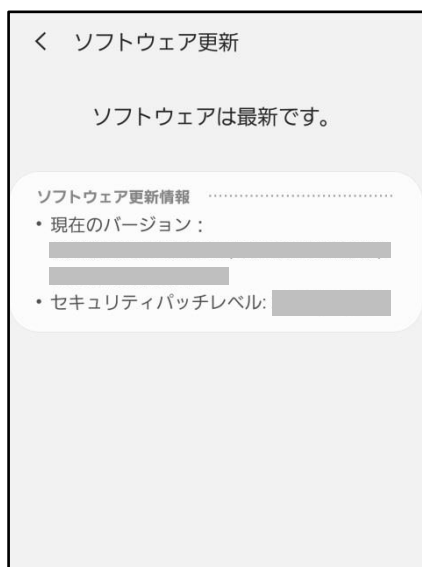 ソフトウェア更新
ソフトウェアは最新です。
ソフトウェア更新情報
• 現在のバージョン :
• セキュリティパッチレベル: